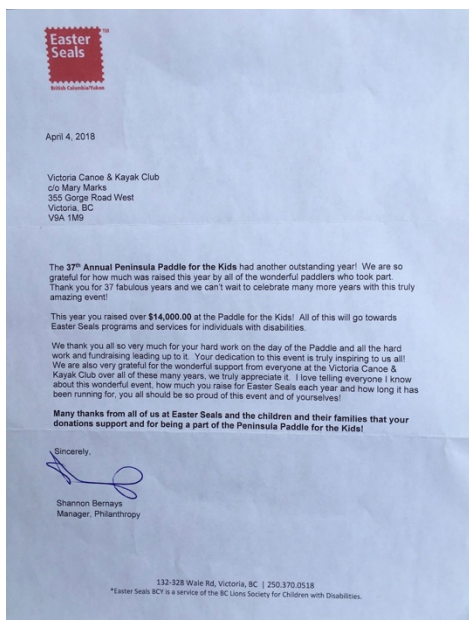 Easter
Seals
TM
British Columbia/Yukon
April 4, 2018
Victoria Canoe & Kayak Club
c/o Mary Marks
355 Gorge Road West
Victoria, BC
V9A 1M9
The 37th Annual Peninsula Paddle for the Kids had another outstanding year! We are so
grateful for how much was raised this year by all of the wonderful paddlers who took part.
Thank you for 37 fabulous years and we can't wait to celebrate many more years with this truly
amazing event!
This year you raised over $14,000.00 at the Paddle for the Kids! All of this will go towards
Easter Seals programs and services for individuals with disabilities.
We thank you all so very much for your hard work on the day of the Paddle and all the hard
work and fundraising leading up to it. Your dedication to this event is truly inspiring to us all!
We are also very grateful for the wonderful support from everyone at the Victoria Canoe &
Kayak Club over all of these many years, we truly appreciate it. I love telling everyone I know
about this wonderful event, how much you raise for Easter Seals each year and how long it has
been running for, you all should be so proud of this event and of yourselves!
Many thanks from all of us at Easter Seals and the children and their families that your
donations support and for being a part of the Peninsula Paddle for the Kids!
Sincerely,
Shannon Bernays
Manager, Philanthropy
132-328 Wale Rd, Victoria, BC | 250.370.0518
*Easter Seals BCY is a service of the BC Lions Society for Children with Disabilities.